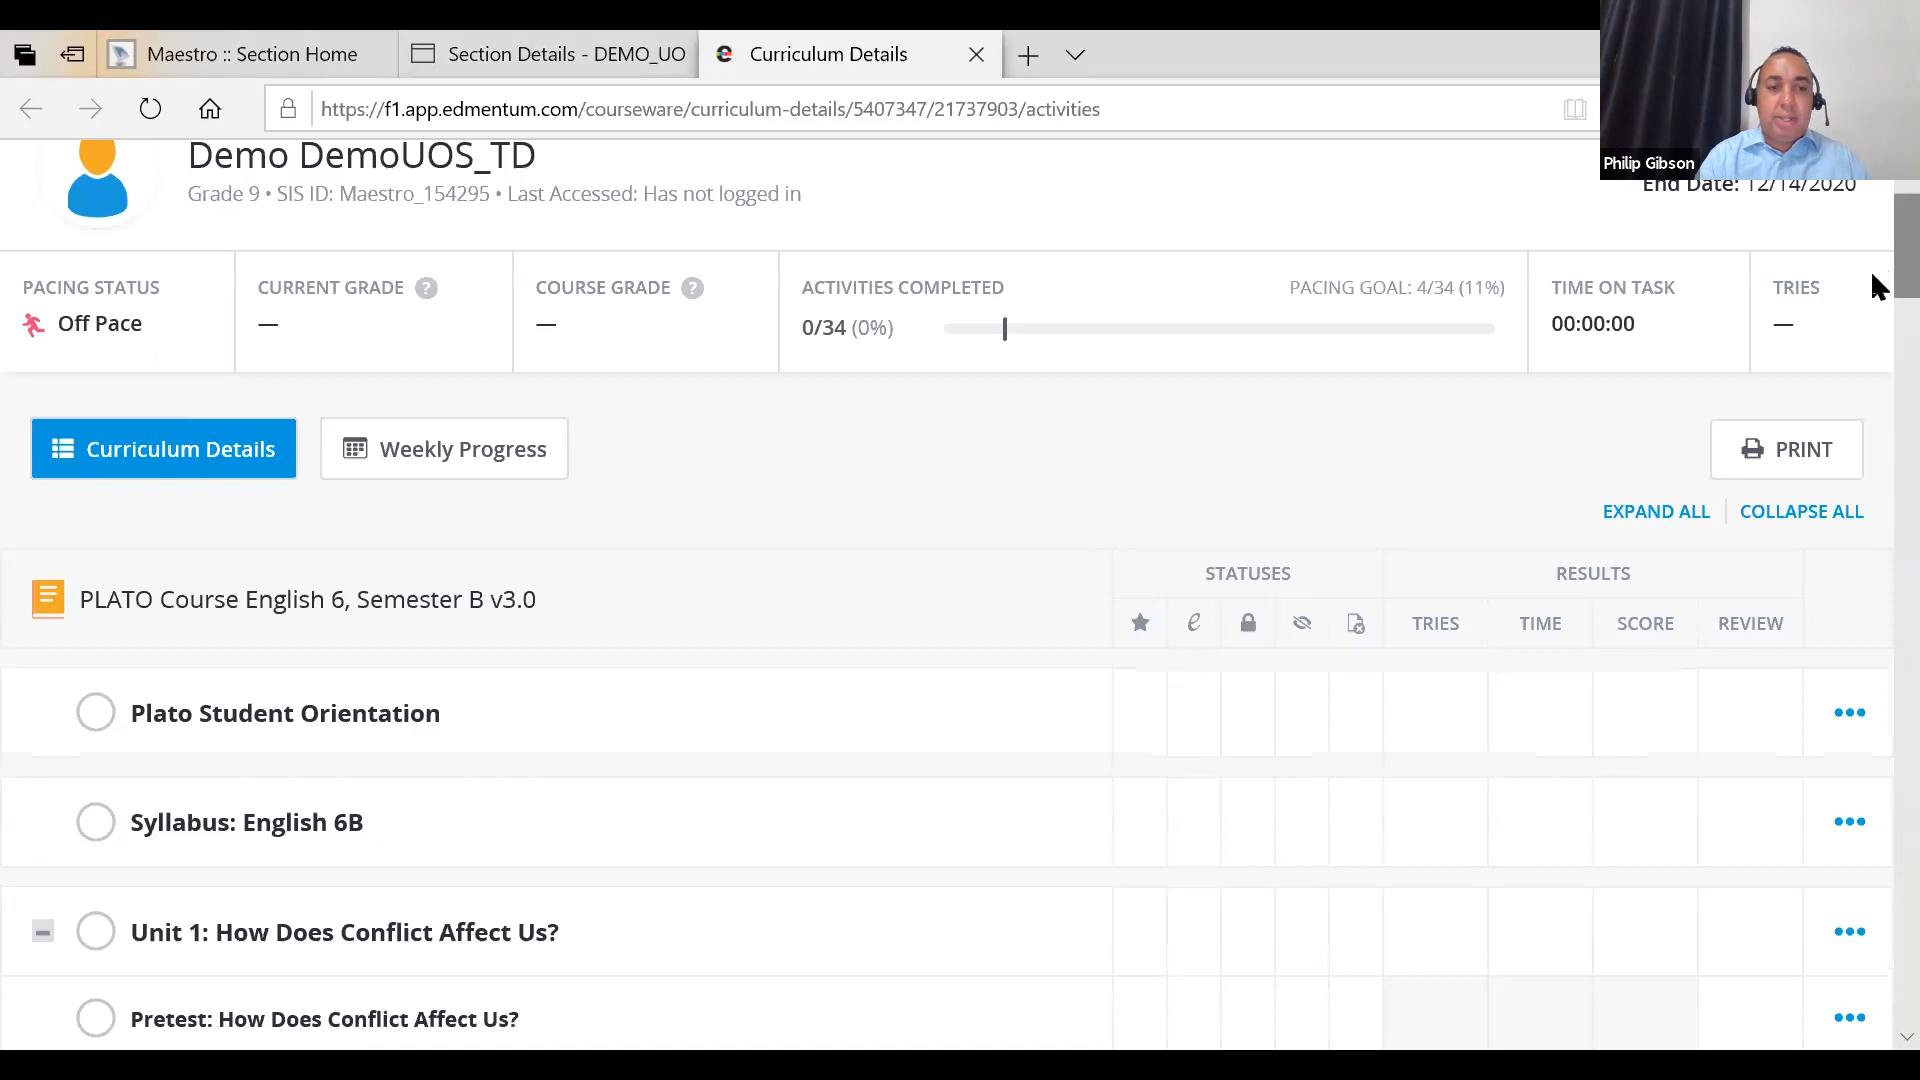 Maestro :: Section Home
Section Details - DEMO_UO
Curriculum Details
https://f1.app.edmentum.com/courseware/curriculum-details/5407347/21737903/activities
Philip Gibson
Demo DemoUOS_TD
Grade 9 • SIS ID: Maestro_154295 • Last Accessed: Has not logged in
End Date: 12/14/2020
PACING STATUS
Off Pace
CURRENT GRADE ?
—
COURSE GRADE ?
—
ACTIVITIES COMPLETED
PACING GOAL: 4/34 (11%)
0/34 (0%)
TIME ON TASK
00:00:00
TRIES
—
Curriculum Details
Weekly Progress
PRINT
EXPAND ALL
COLLAPSE ALL
PLATO Course English 6, Semester B v3.0
STATUSES
RESULTS
TRIES
TIME
SCORE
REVIEW
Plato Student Orientation
Syllabus: English 6B
Unit 1: How Does Conflict Affect Us?
Pretest: How Does Conflict Affect Us?